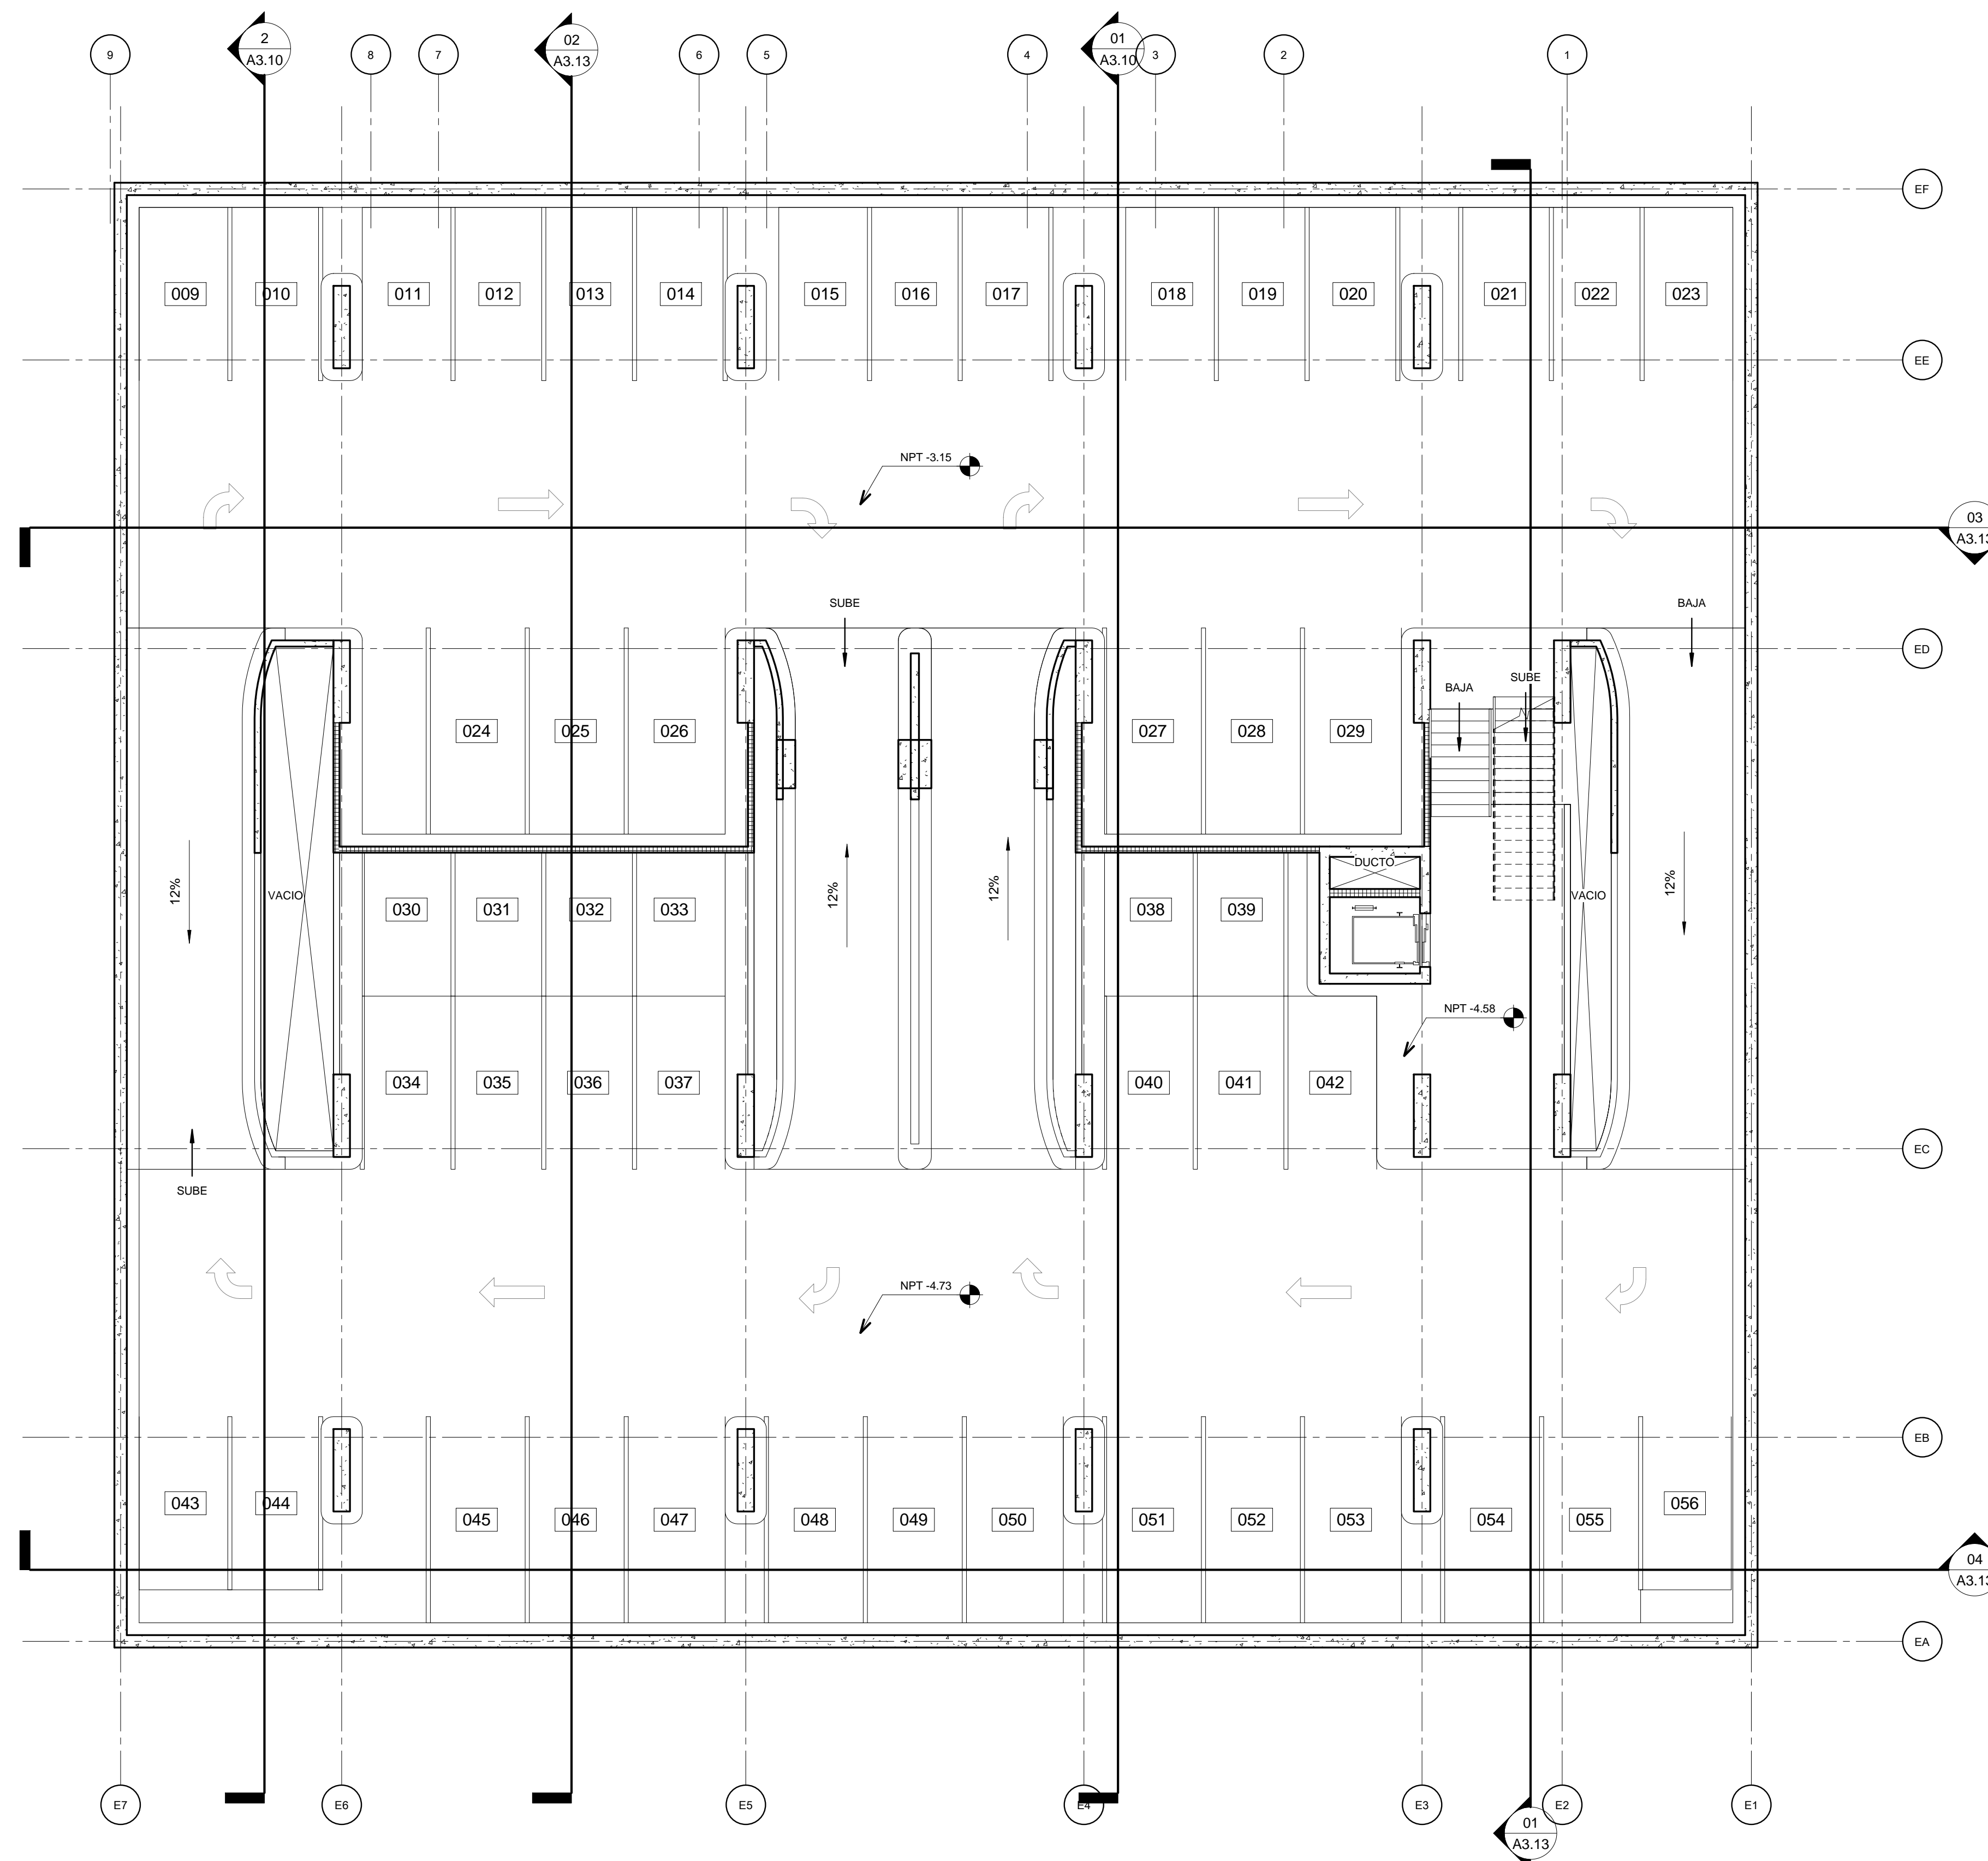 2
A3.10
02
A3.13
01
A3.10
9
8
7
6
5
4
3
2
1
EF
009
010
011
012
013
014
015
016
017
018
019
020
021
022
023
EE
NPT -3.15
03
A3.13
SUBE
BAJA
ED
BAJA
SUBE
024
025
026
027
028
029
DUCTO
12%
VACIO
12%
12%
VACIO
12%
030
031
032
033
038
039
NPT -4.58
034
035
036
037
040
041
042
EC
SUBE
NPT -4.73
EB
043
044
045
046
047
048
049
050
051
052
053
054
055
056
04
A3.13
EA
E7
E6
E5
E4
E3
E2
E1
01
A3.13